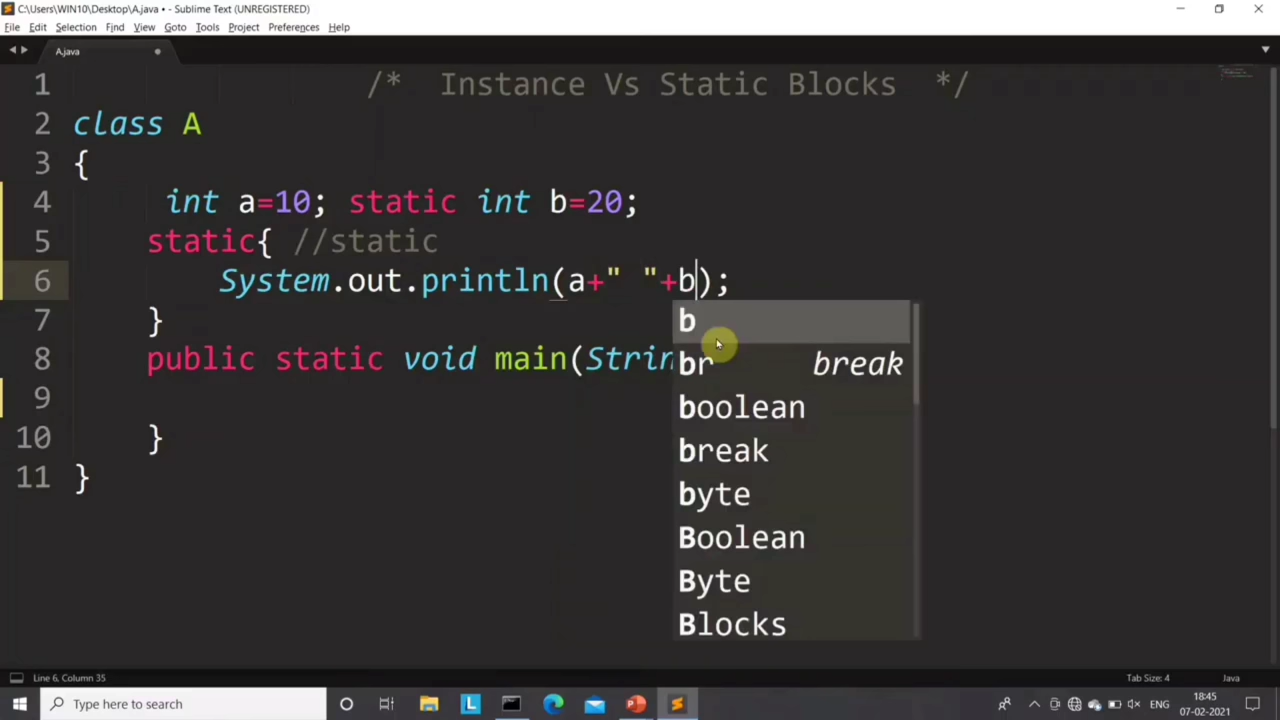 C:\Users\WIN10\Desktop\A.java • - Sublime Text (UNREGISTERED)
File Edit Selection Find View Goto Tools Project Preferences Help
A.java
1 /* Instance Vs Static Blocks */
2 class A
3 {
4 int a=10; static int b=20;
5 static{ //static
6 System.out.println(a+" "+b);
7 }
8 public static void main(Strin
9
10 }
11 }
b
br break
boolean
break
byte
Boolean
Byte
Blocks
Line 6, Column 35 Tab Size: 4 Java
Type here to search L ENG 18:45
07-02-2021